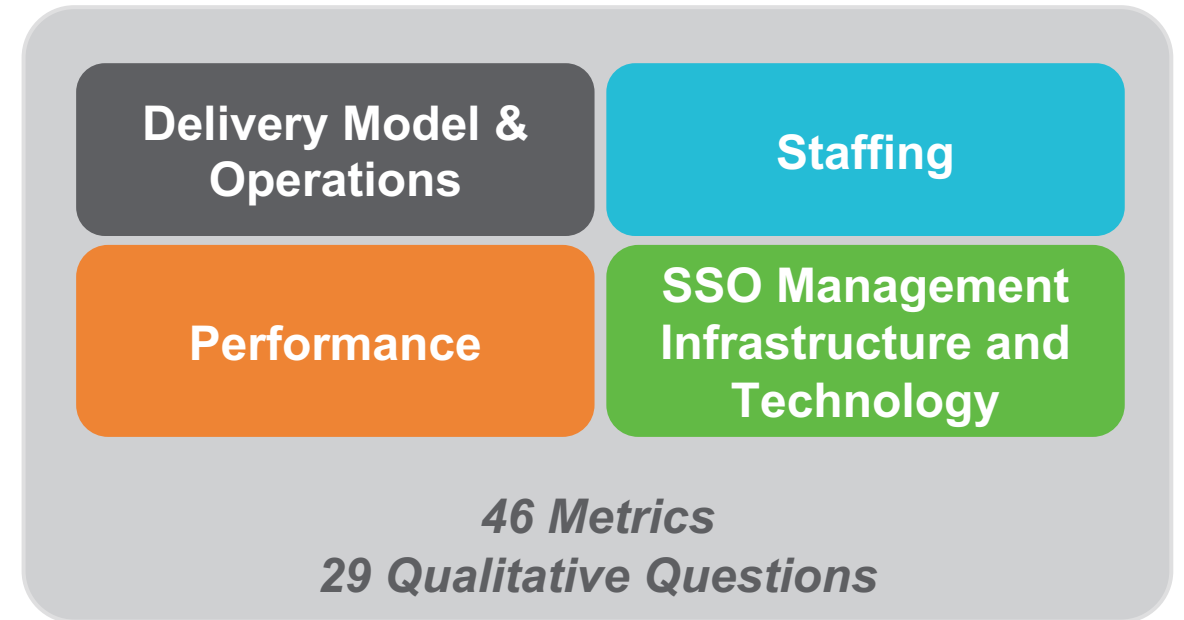 Delivery Model &
Operations
Staffing
Performance
SSO Management
Infrastructure and
Technology
46 Metrics
29 Qualitative Questions